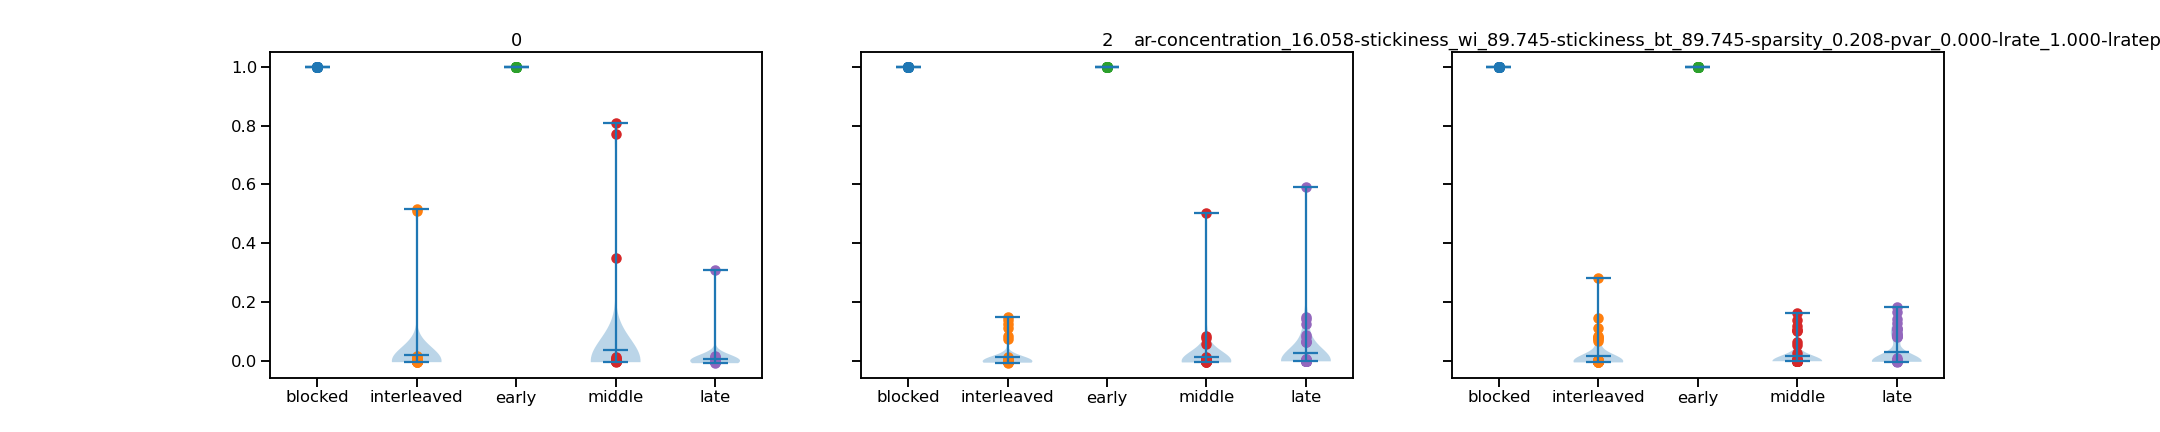 0
2
ar-concentration_16.058-stickiness_wi_89.745-stickiness_bt_89.745-sparsity_0.208-pvar_0.000-lrate_1.000-lratep
1.0
0.8
0.6
0.4
0.2
0.0
blocked interleaved early middle late
blocked interleaved early middle late
blocked interleaved early middle late